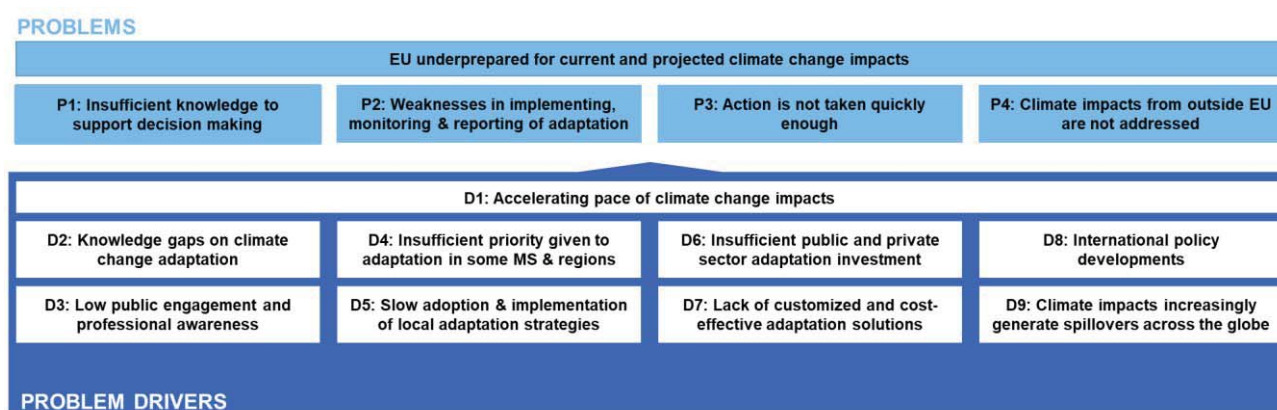 PROBLEMS
EU underprepared for current and projected climate change impacts
P1: Insufficient knowledge to
support decision making
P2: Weaknesses in implementing,
monitoring & reporting of adaptation
P3: Action is not taken quickly
enough
P4: Climate impacts from outside EU
are not addressed
D1: Accelerating pace of climate change impacts
D2: Knowledge gaps on climate
change adaptation
D4: Insufficient priority given to
adaptation in some MS & regions
D6: Insufficient public and private
sector adaptation investment
D8: International policy
developments
D3: Low public engagement and
professional awareness
D5: Slow adoption & implementation
of local adaptation strategies
D7: Lack of customized and cost-
effective adaptation solutions
D9: Climate impacts increasingly
generate spillovers across the globe
PROBLEM DRIVERS